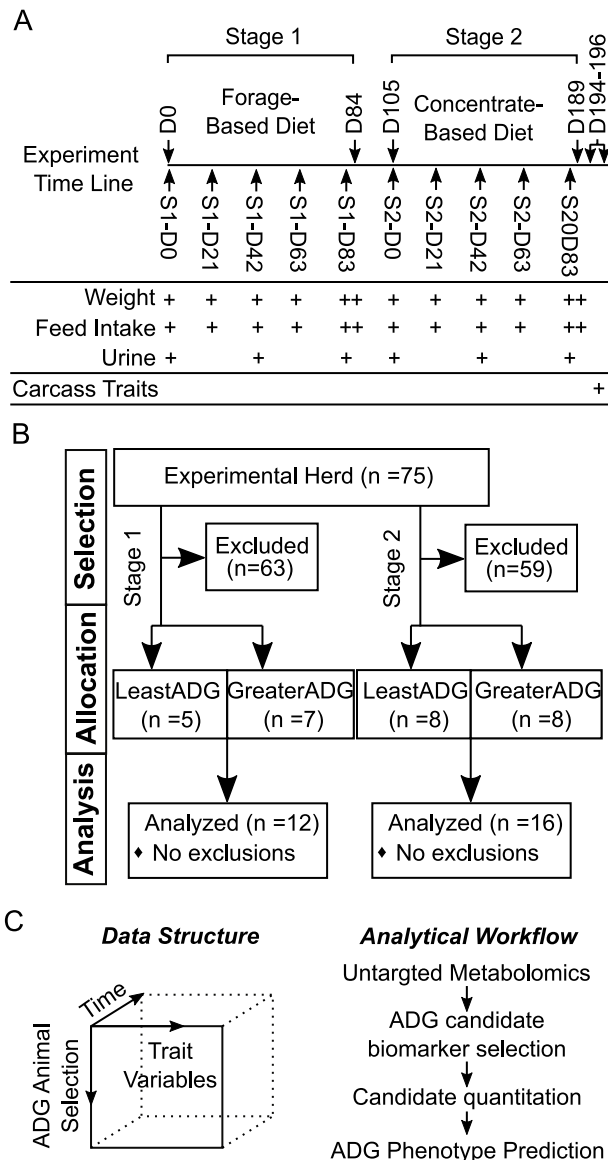 A
Stage 1
Stage 2
D0
Forage-
Based Diet
D84
D105
Concentrate-
Based Diet
D189
D194-196
Experiment
Time Line
S1-D0
S1-D21
S1-D42
S1-D63
S1-D83
S2-D0
S2-D21
S2-D42
S2-D63
S20D83
Weight + + + + ++ + + + + ++
Feed Intake + + + + ++ + + + + ++
Urine + + + + + +
Carcass Traits +
B
Selection
Experimental Herd (n =75)
Stage 1
Excluded
(n=63)
Stage 2
Excluded
(n=59)
Allocation
LeastADG
(n =5)
GreaterADG
(n =7)
LeastADG
(n =8)
GreaterADG
(n =8)
Analysis
Analyzed (n =12)
♦ No exclusions
Analyzed (n =16)
♦ No exclusions
C
Data Structure
Time
Trait
Variables
ADG Animal
Selection
Analytical Workflow
Untargted Metabolomics
ADG candidate
biomarker selection
Candidate quantitation
ADG Phenotype Prediction